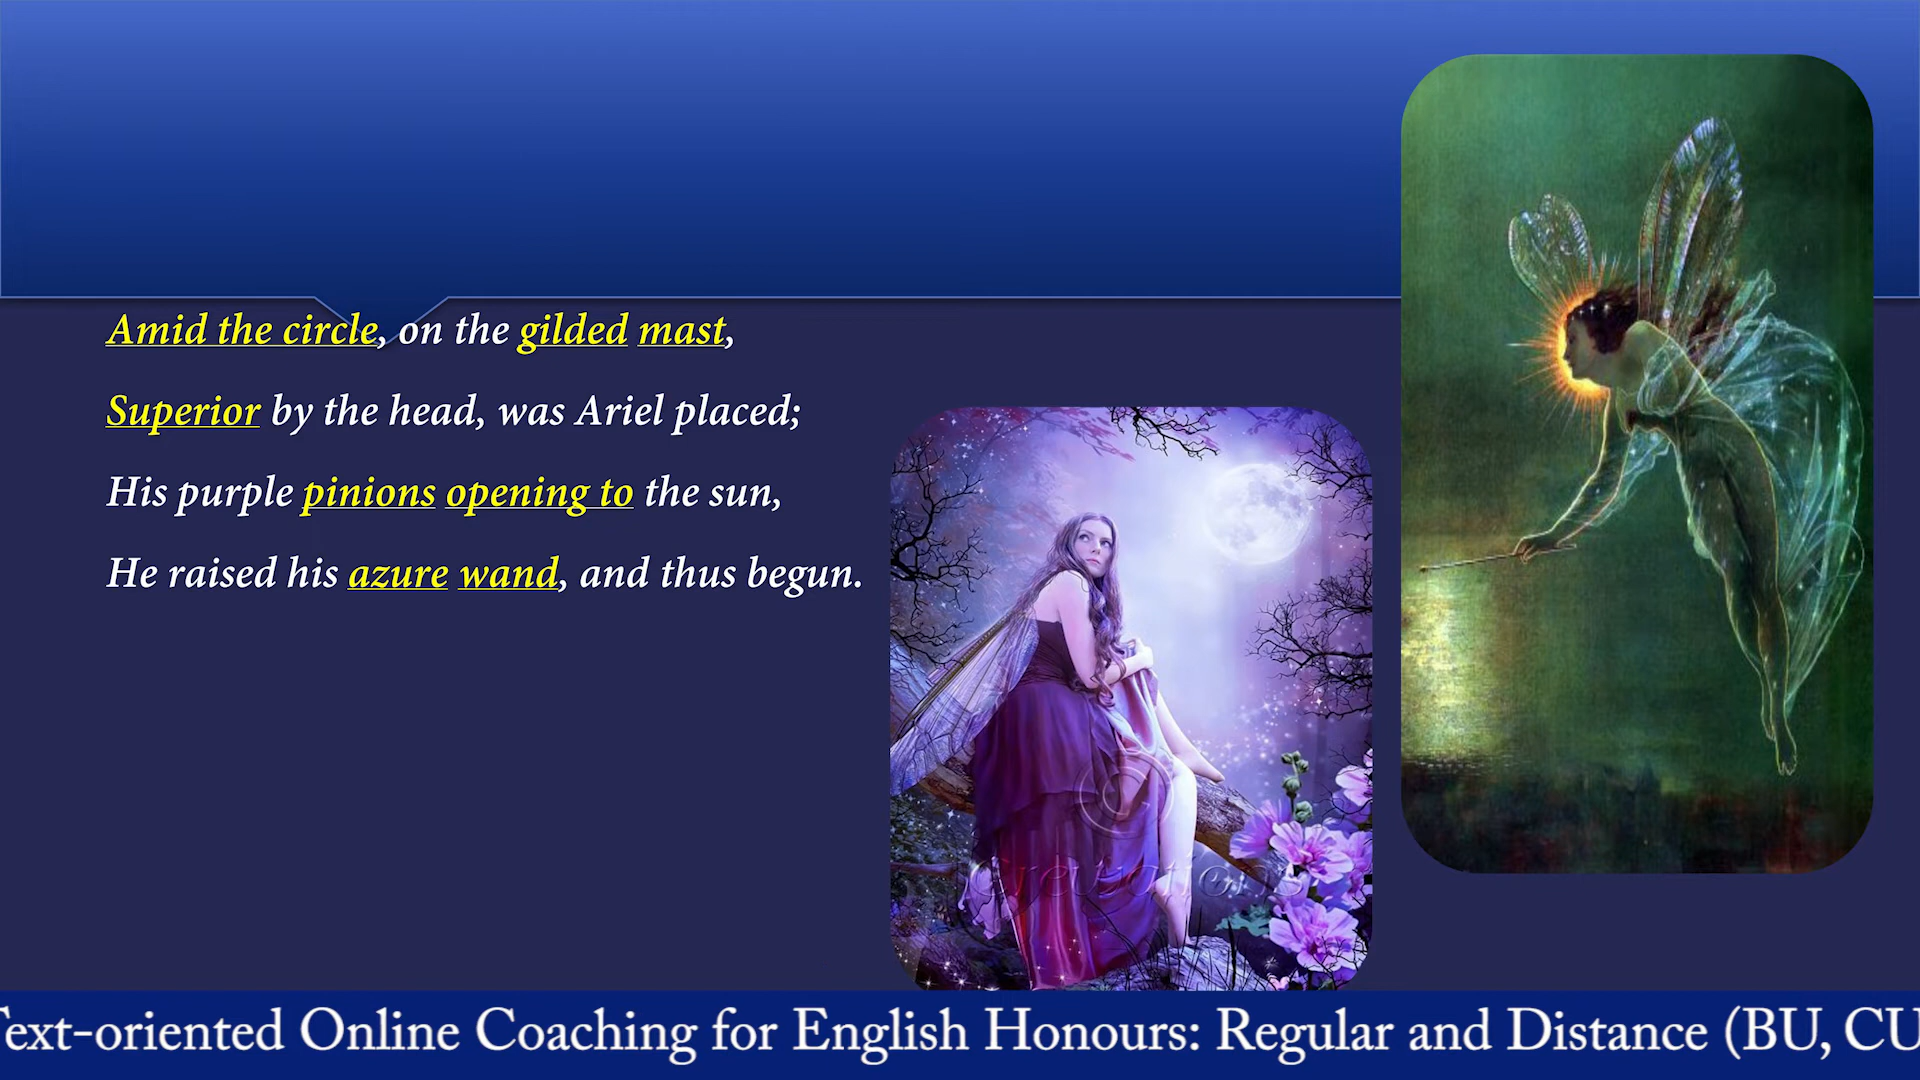 Amid the circle, on the gilded mast,
Superior by the head, was Ariel placed;
His purple pinions opening to the sun,
He raised his azure wand, and thus begun.
Text-oriented Online Coaching for English Honours: Regular and Distance (BU, CU